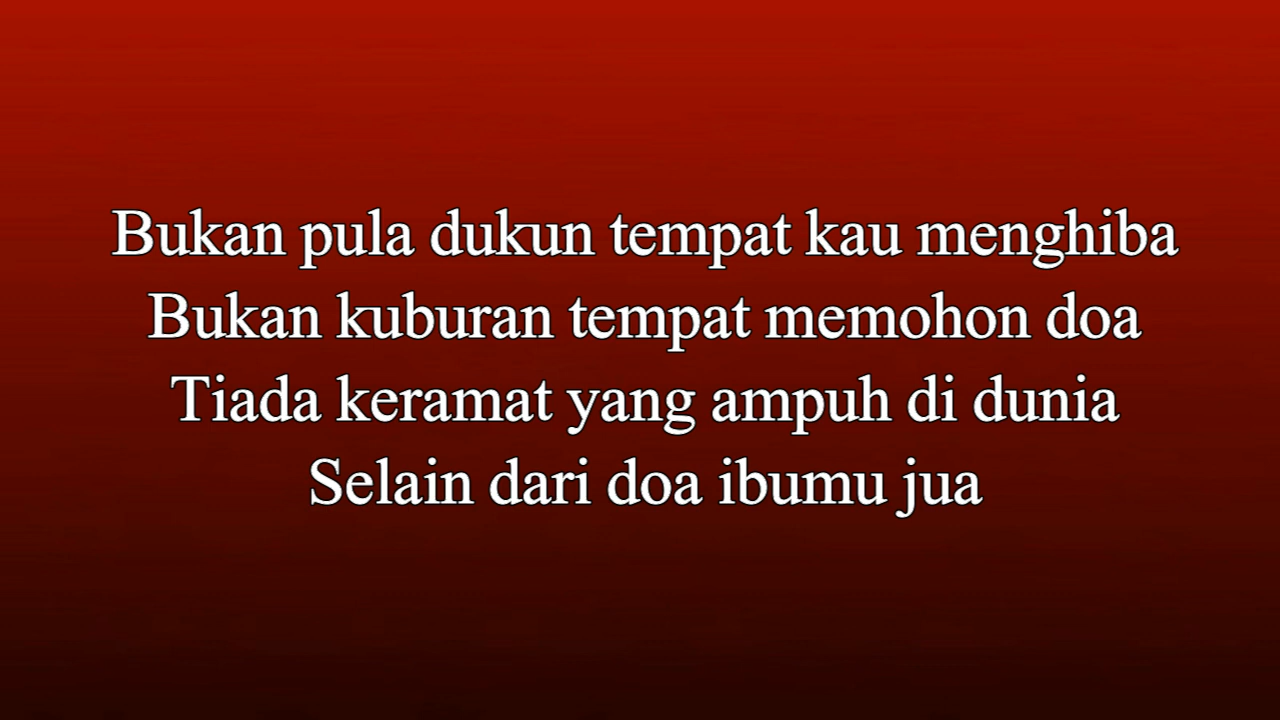 Bukan pula dukun tempat kau menghiba
Bukan kuburan tempat memohon doa
Tiada keramat yang ampuh di dunia
Selain dari doa ibumu jua